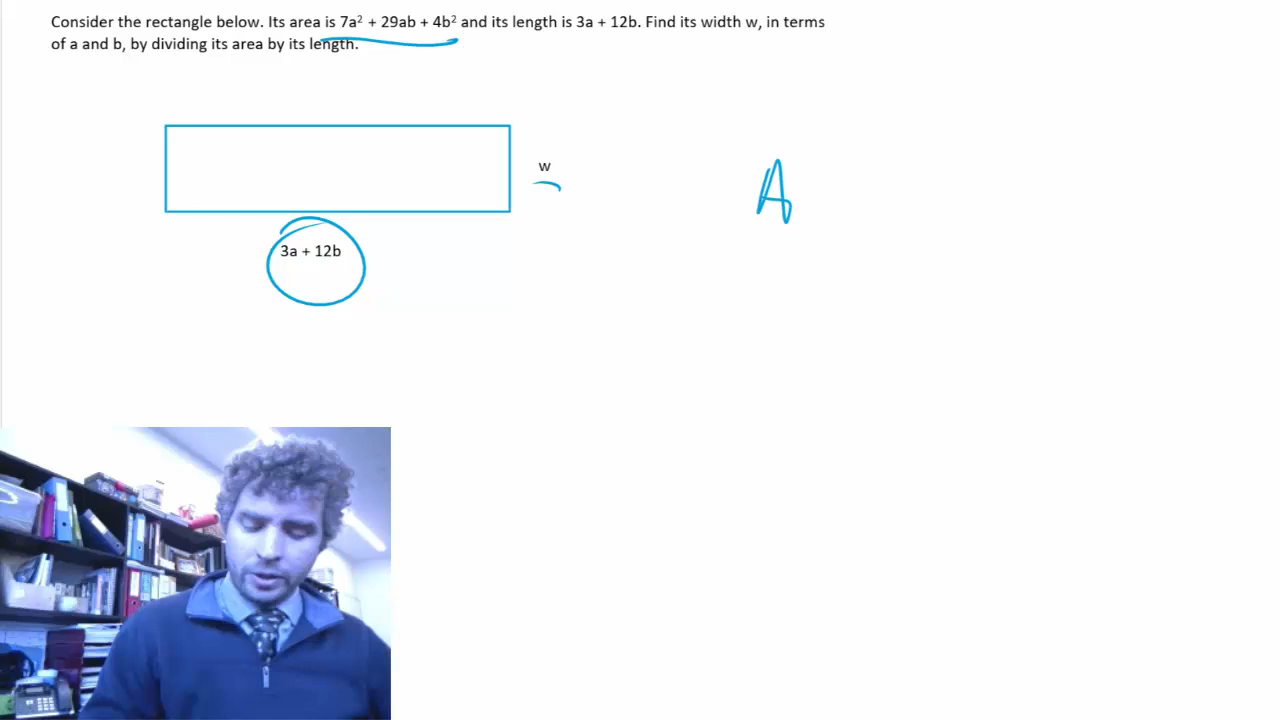 Consider the rectangle below. Its area is 7a² + 29ab + 4b² and its length is 3a + 12b. Find its width w, in terms
of a and b, by dividing its area by its length.
w
A
3a + 12b